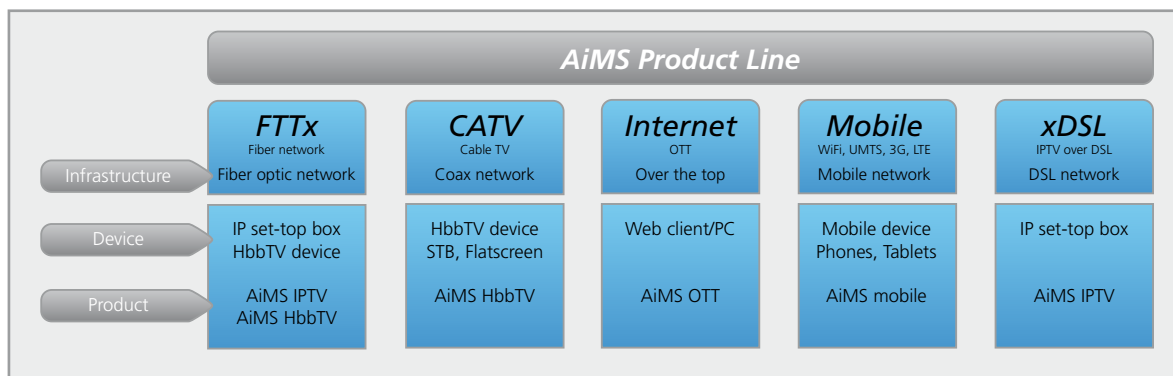 AiMS Product Line
FTTx
Fiber network
Fiber optic network
CATV
Cable TV
Coax network
Internet
OTT
Over the top
Mobile
WiFi, UMTS, 3G, LTE
Mobile network
xDSL
IPTV over DSL
DSL network
Infrastructure
Device
IP set-top box
HbbTV device
HbbTV device
STB, Flatscreen
Web client/PC
Mobile device
Phones, Tablets
IP set-top box
Product
AiMS IPTV
AiMS HbbTV
AiMS HbbTV
AiMS OTT
AiMS mobile
AiMS IPTV